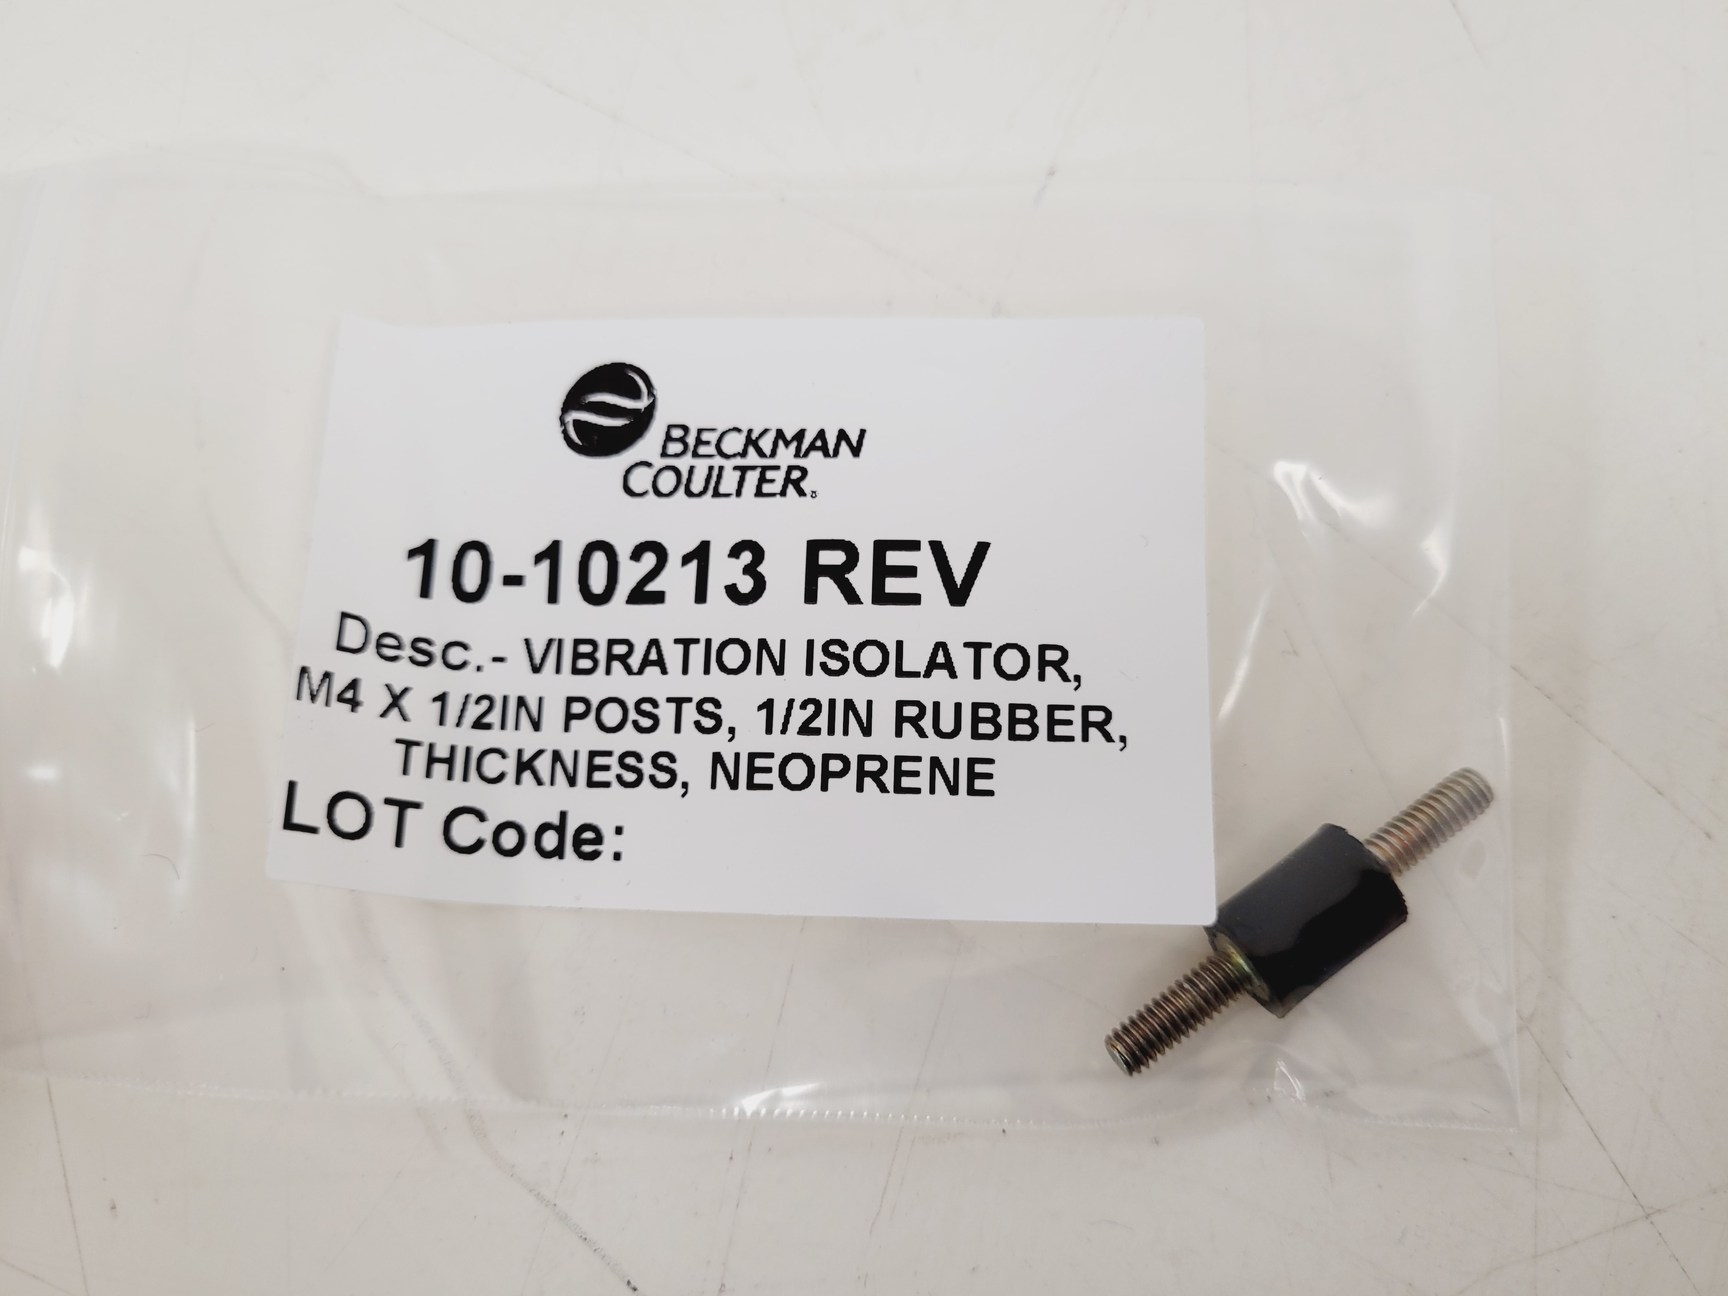 BECKMAN
COULTER®
10-10213 REV
Desc.- VIBRATION ISOLATOR,
M4 X 1/2IN POSTS, 1/2IN RUBBER,
THICKNESS, NEOPRENE
LOT Code: